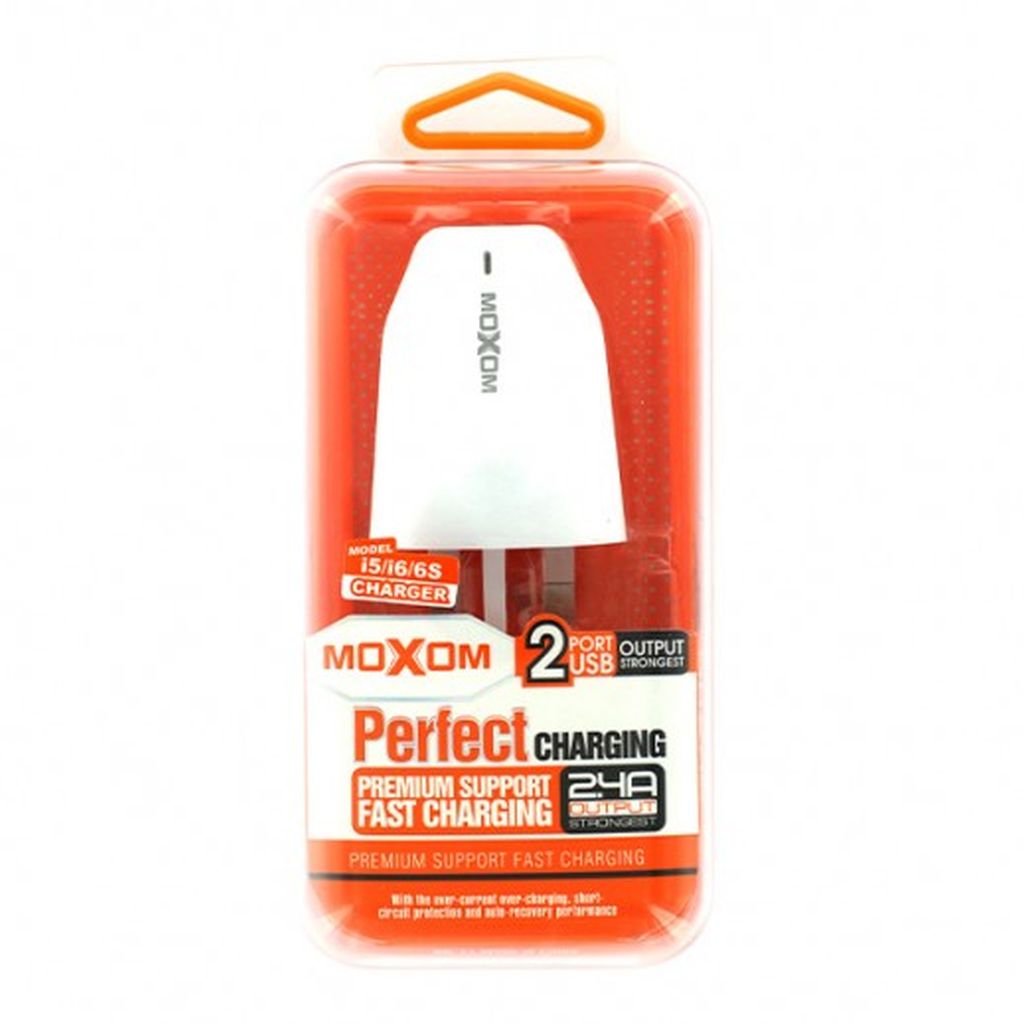 MOXOM
MODEL
i5/i6/6S
CHARGER
MOXOM
2 PORT USB
OUTPUT
STRONGEST
Perfect CHARGING
PREMIUM SUPPORT
FAST CHARGING
2.4A
OUTPUT
STRONGEST
PREMIUM SUPPORT FAST CHARGING
With the over-current over-charging, short-
circuit protection and auto-recovery performance